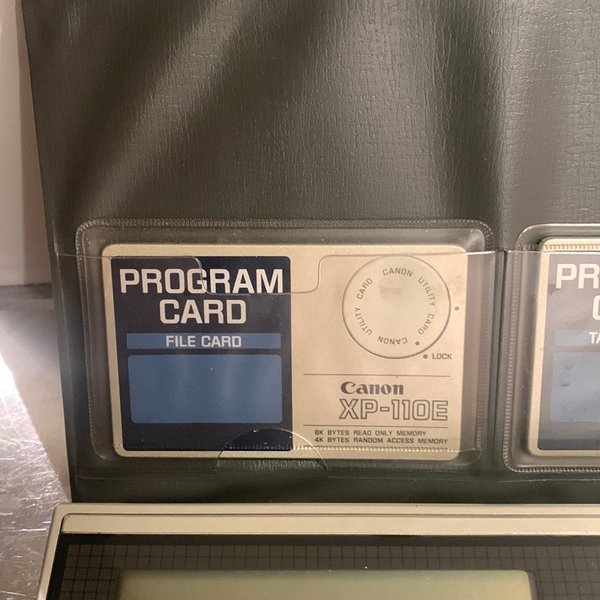 PROGRAM
CARD
FILE CARD
CANON UTILITY CARD
CANON UTILITY CARD
LOCK
Canon
XP-110E
8K BYTES READ ONLY MEMORY
4K BYTES RANDOM ACCESS MEMORY
PR
C
TA